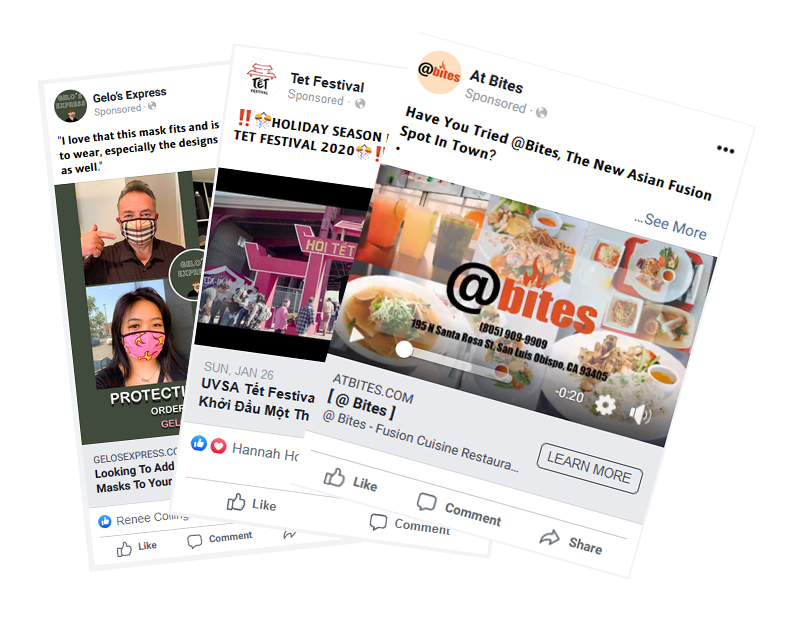 GELO'S
EXPRESS
Gelo's Express
Sponsored ·
"I love that this mask fits and is
to wear, especially the designs
as well."
GELO'S
EXPRE
PROTECTI
ORDER
GEL
GELOSEXPRESS.CO
Looking To Add
Masks To Your
Renee Colling
Like
Comment
TẾT
FESTIVAL
Tet Festival
Sponsored ·
‼️🎊HOLIDAY SEASON
TET FESTIVAL 2020🎊‼️
HỘI TẾT
SUN, JAN 26
UVSA Tết Festiva
Khởi Đầu Một Th
Hannah Ho
Like
Comment
@bites
At Bites
Sponsored ·
Have You Tried @Bites, The New Asian Fusion
Spot In Town?
...See More
@bites
(805) 909-9909
195 N Santa Rosa St, San Luis Obispo, CA 93405
-0:20
ATBITES.COM
[ @ Bites ]
@ Bites - Fusion Cuisine Restaura...
LEARN MORE
Like
Comment
Share